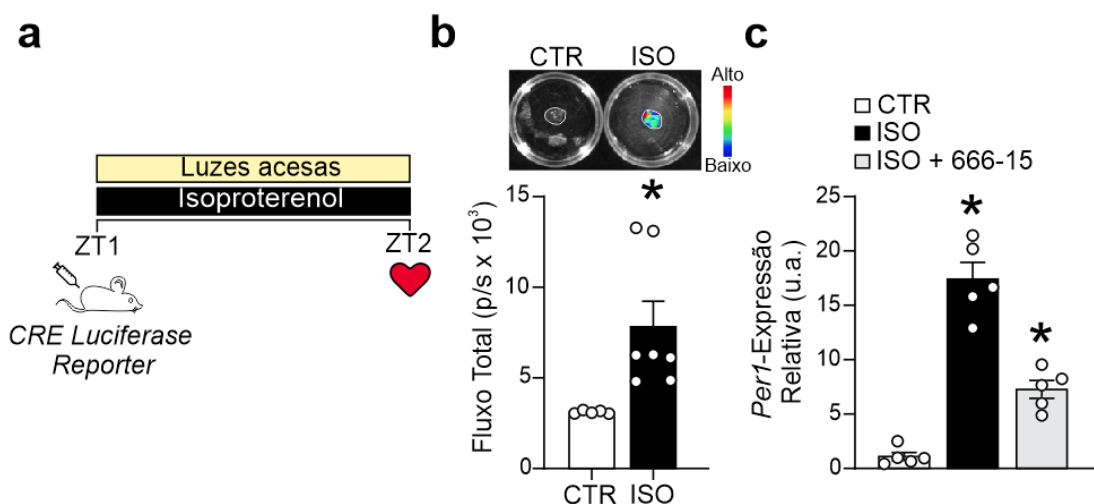 a
Luzes acesas
Isoproterenol
ZT1
ZT2
CRE Luciferase
Reporter
b
CTR
ISO
Alto
Baixo
*
Fluxo Total (p/s x 10³)
15
10
5
0
CTR
ISO
c
CTR
ISO
ISO + 666-15
Per1-Expressão
Relativa (u.a.)
25
20
15
10
5
0
*
*